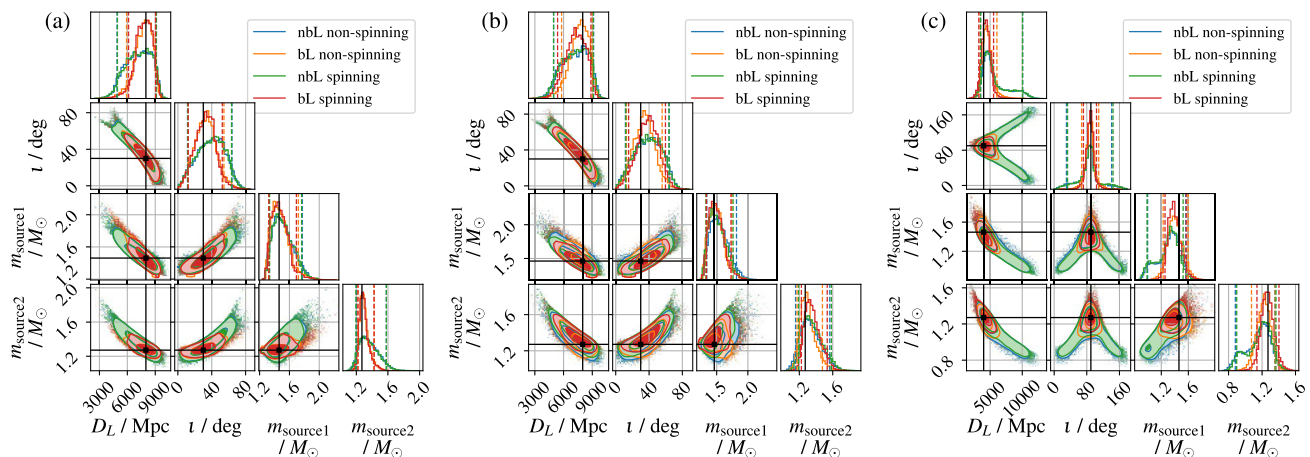 (a)
nbL non-spinning
bL non-spinning
nbL spinning
bL spinning
80
40
0
ι / deg
2.0
1.6
1.2
m_source1
/ M_⊙
2.0
1.6
1.2
m_source2
/ M_⊙
3000 6000 9000 0 40 80 1.2 1.6 2.0 1.2 1.6 2.0
D_L / Mpc ι / deg m_source1 m_source2
/ M_⊙ / M_⊙
(b)
nbL non-spinning
bL non-spinning
nbL spinning
bL spinning
80
40
0
ι / deg
2.0
1.5
m_source1
/ M_⊙
1.6
1.2
m_source2
/ M_⊙
3000 6000 9000 0 40 80 1.5 2.0 1.2 1.6
D_L / Mpc ι / deg m_source1 m_source2
/ M_⊙ / M_⊙
(c)
nbL non-spinning
bL non-spinning
nbL spinning
bL spinning
160
90
0
ι / deg
1.6
1.2
m_source1
/ M_⊙
1.6
1.2
0.8
m_source2
/ M_⊙
5000 10000 0 80 160 1.2 1.6 0.8 1.2 1.6
D_L / Mpc ι / deg m_source1 m_source2
/ M_⊙ / M_⊙